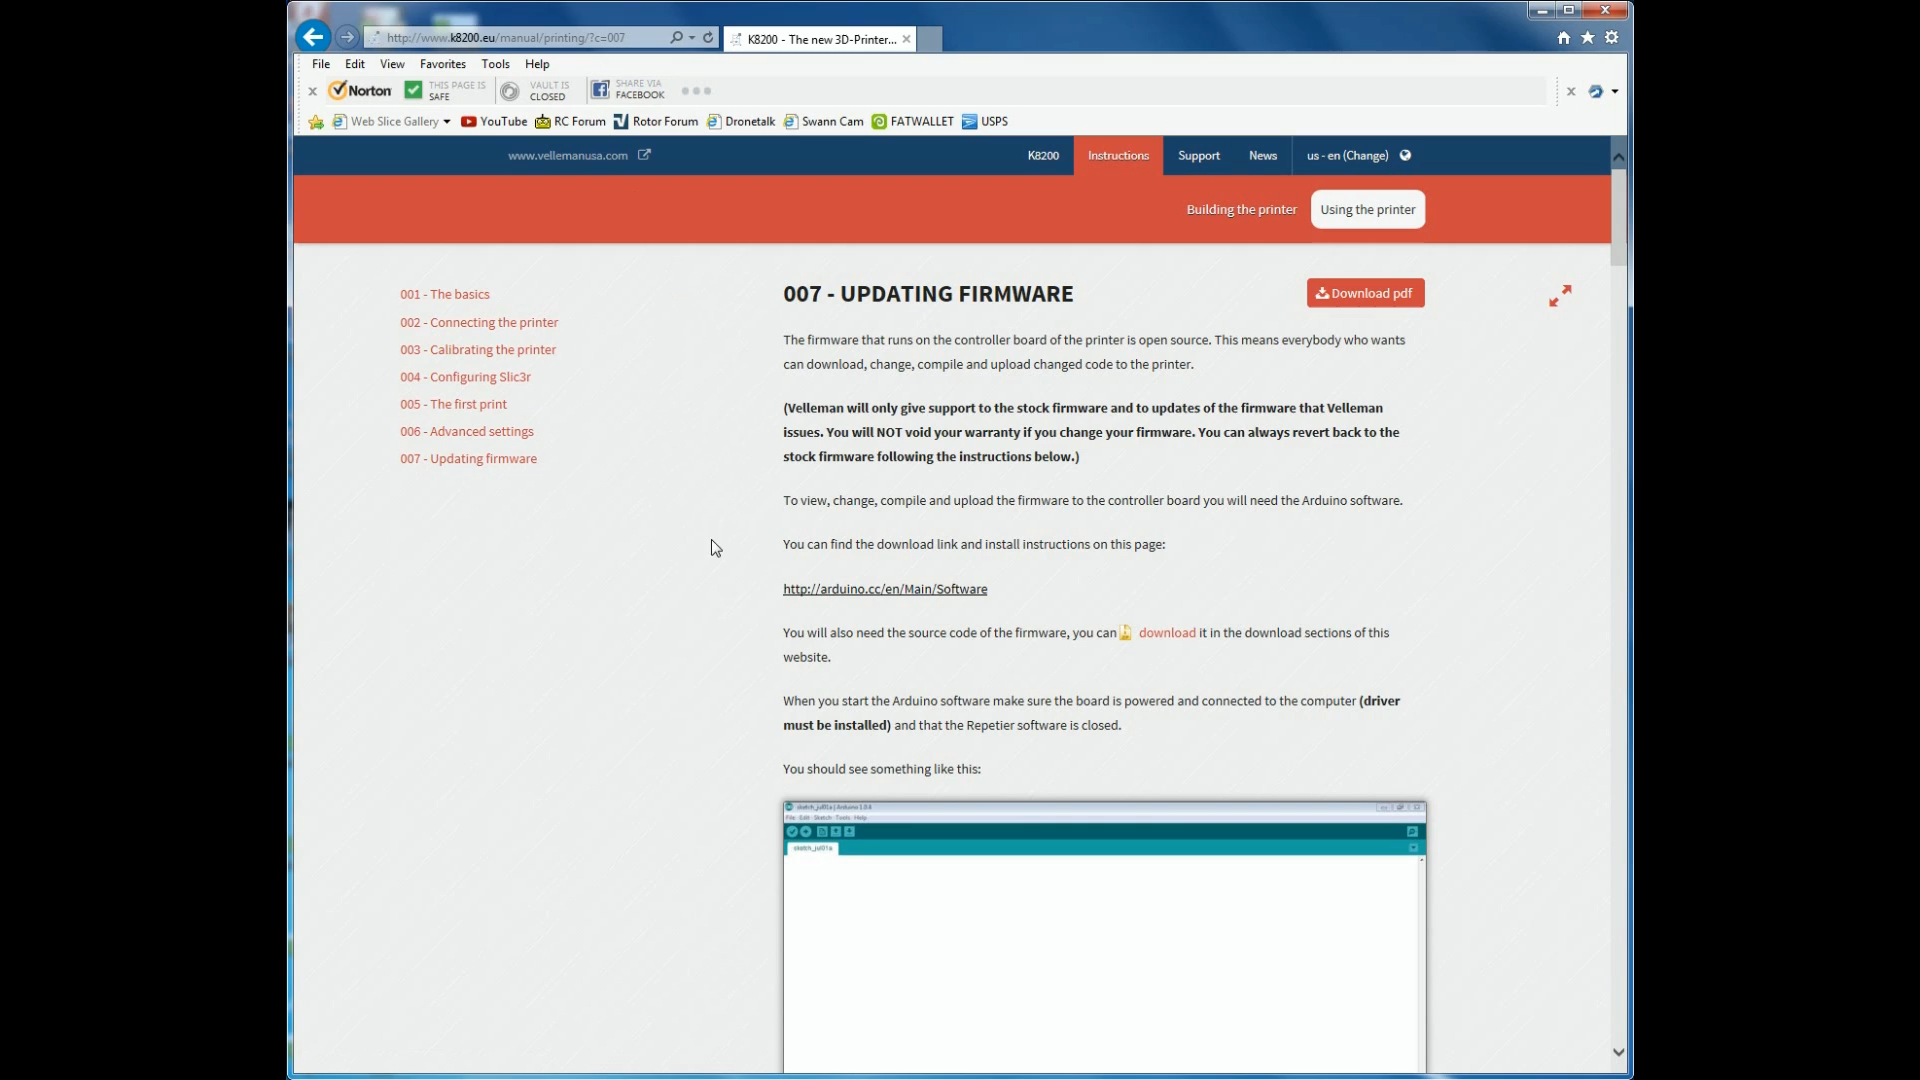 http://www.k8200.eu/manual/printing/?c=007
K8200 - The new 3D-Printer...
File Edit View Favorites Tools Help
Norton THIS PAGE IS SAFE VAULT IS CLOSED SHARE VIA FACEBOOK
Web Slice Gallery YouTube RC Forum Rotor Forum Dronetalk Swann Cam FATWALLET USPS
www.vellemanusa.com K8200 Instructions Support News us - en (Change)
Building the printer Using the printer
001 - The basics
002 - Connecting the printer
003 - Calibrating the printer
004 - Configuring Slic3r
005 - The first print
006 - Advanced settings
007 - Updating firmware
007 - UPDATING FIRMWARE
Download pdf
The firmware that runs on the controller board of the printer is open source. This means everybody who wants
can download, change, compile and upload changed code to the printer.
(Velleman will only give support to the stock firmware and to updates of the firmware that Velleman
issues. You will NOT void your warranty if you change your firmware. You can always revert back to the
stock firmware following the instructions below.)
To view, change, compile and upload the firmware to the controller board you will need the Arduino software.
You can find the download link and install instructions on this page:
http://arduino.cc/en/Main/Software
You will also need the source code of the firmware, you can download it in the download sections of this
website.
When you start the Arduino software make sure the board is powered and connected to the computer (driver
must be installed) and that the Repetier software is closed.
You should see something like this:
sketch_jul01a | Arduino 1.0.6
File Edit Sketch Tools Help
sketch_jul01a